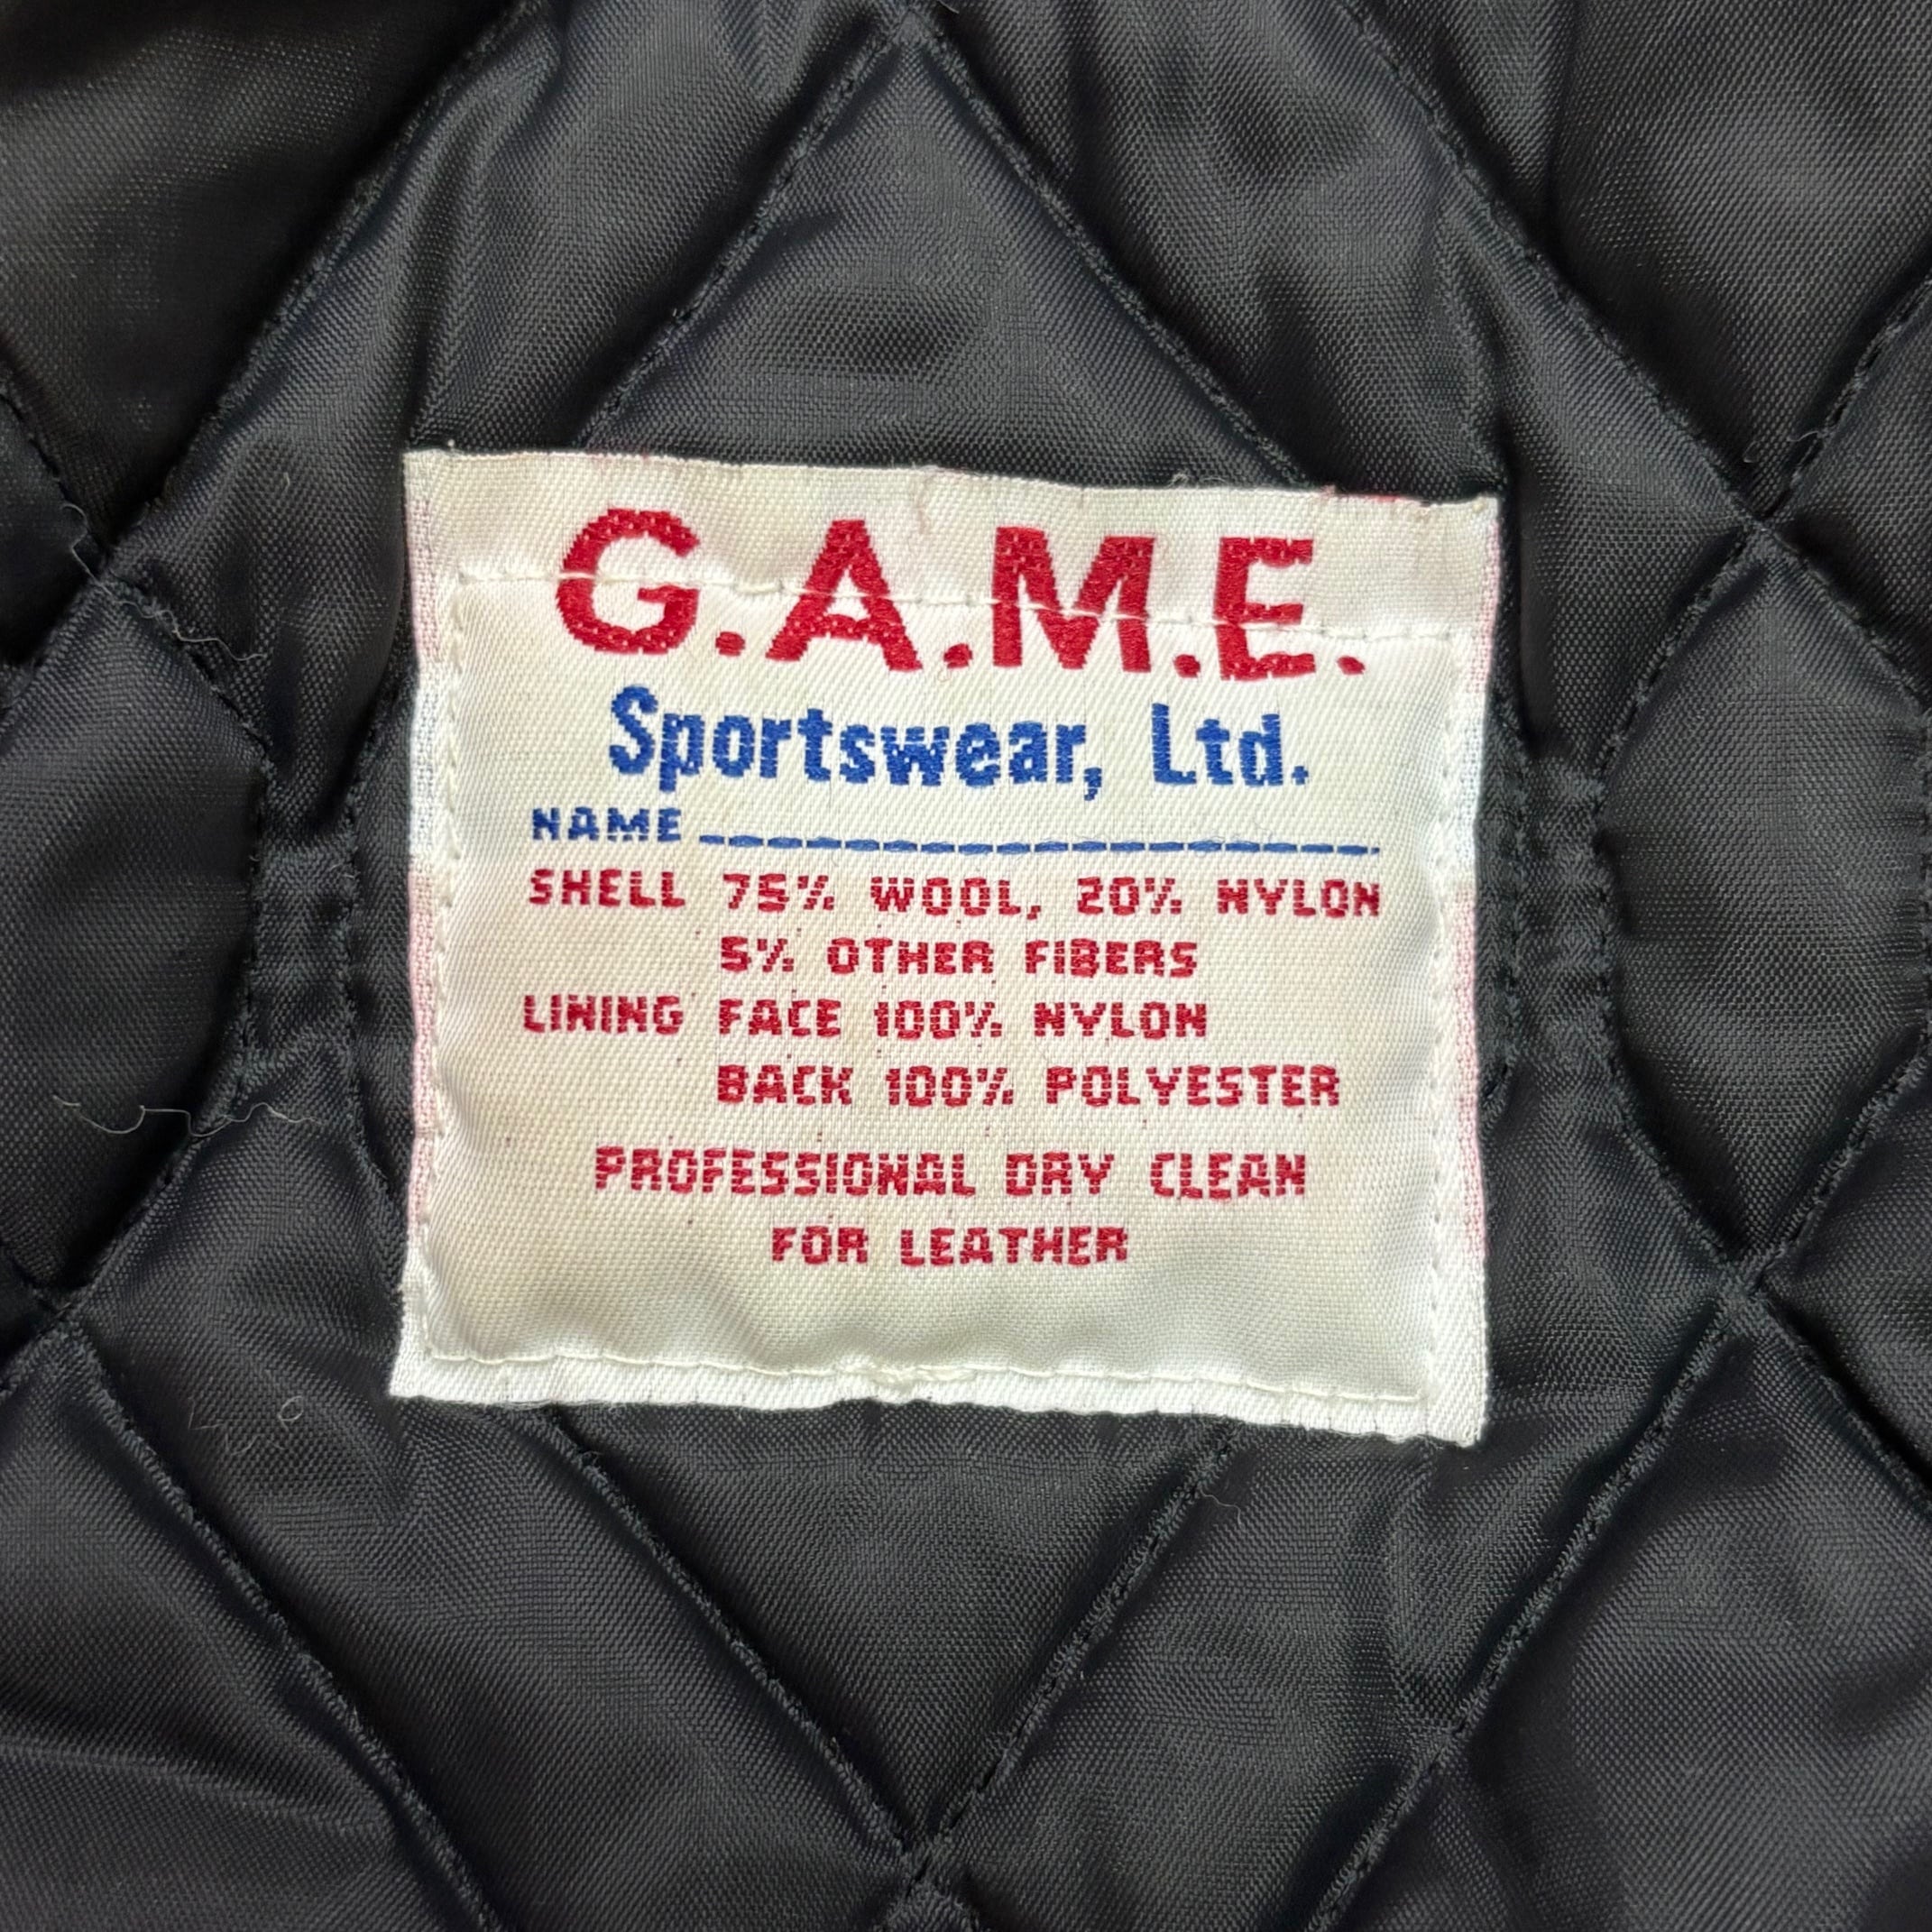 G.A.M.E.
Sportswear, Ltd.
NAME
SHELL 75% WOOL, 20% NYLON
5% OTHER FIBERS
LINING FACE 100% NYLON
BACK 100% POLYESTER
PROFESSIONAL DRY CLEAN
FOR LEATHER